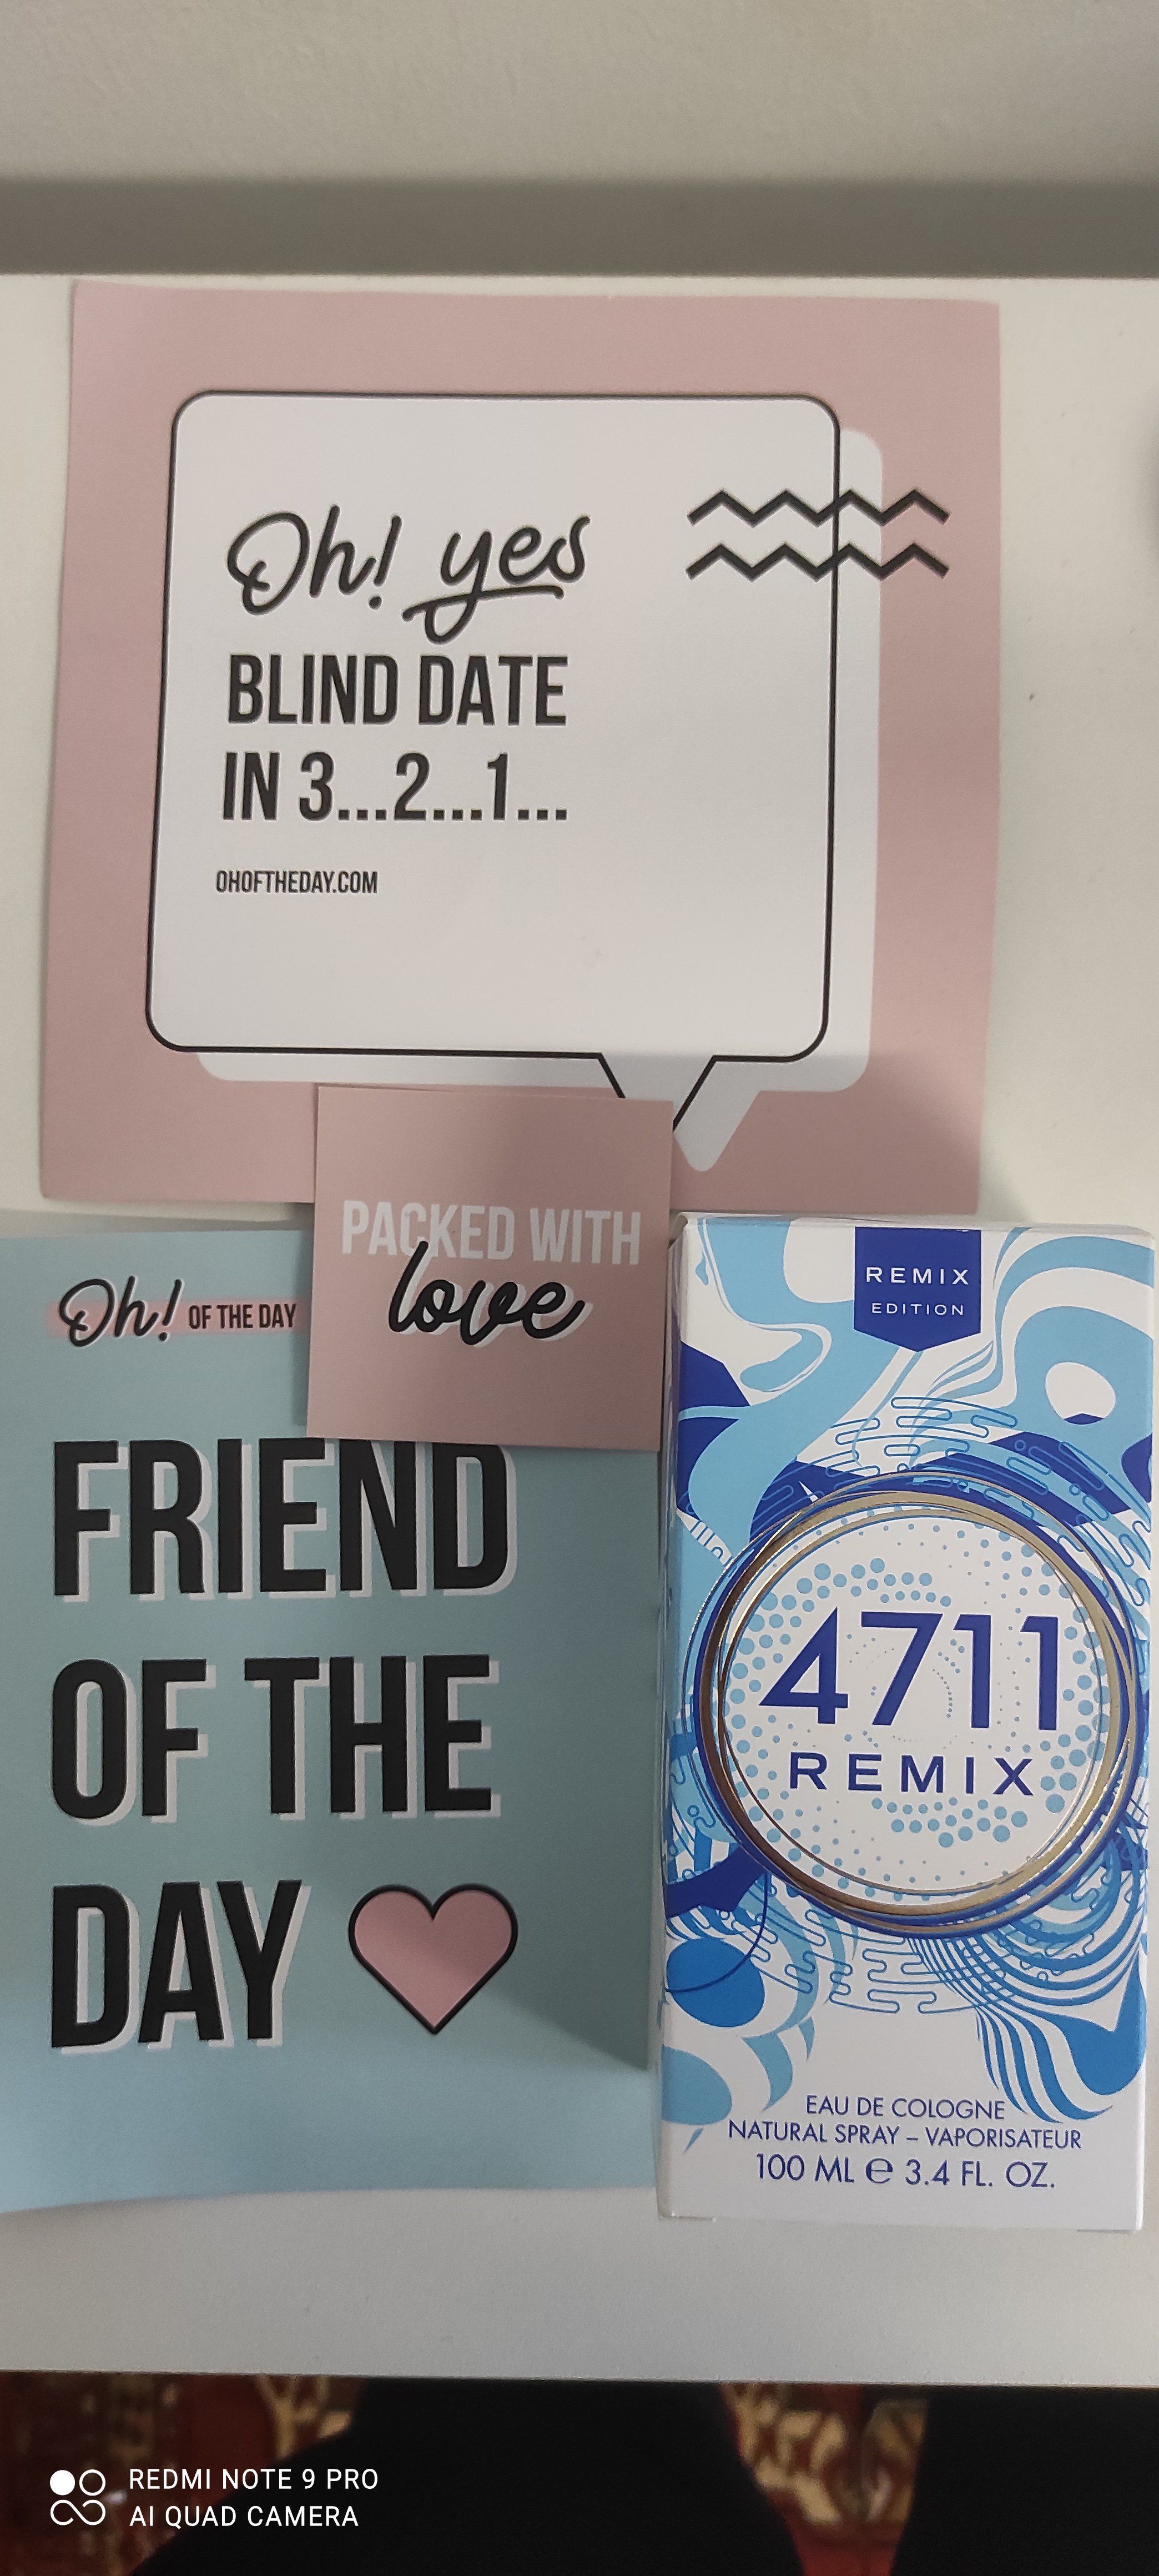 Oh! yes
BLIND DATE
IN 3...2...1...
OHOFTHEDAY.COM
PACKED WITH
love
Oh! OF THE DAY
FRIEND
OF THE
DAY
REMIX
EDITION
4711
REMIX
EAU DE COLOGNE
NATURAL SPRAY – VAPORISATEUR
100 ML ℮ 3.4 FL. OZ.
REDMI NOTE 9 PRO
AI QUAD CAMERA